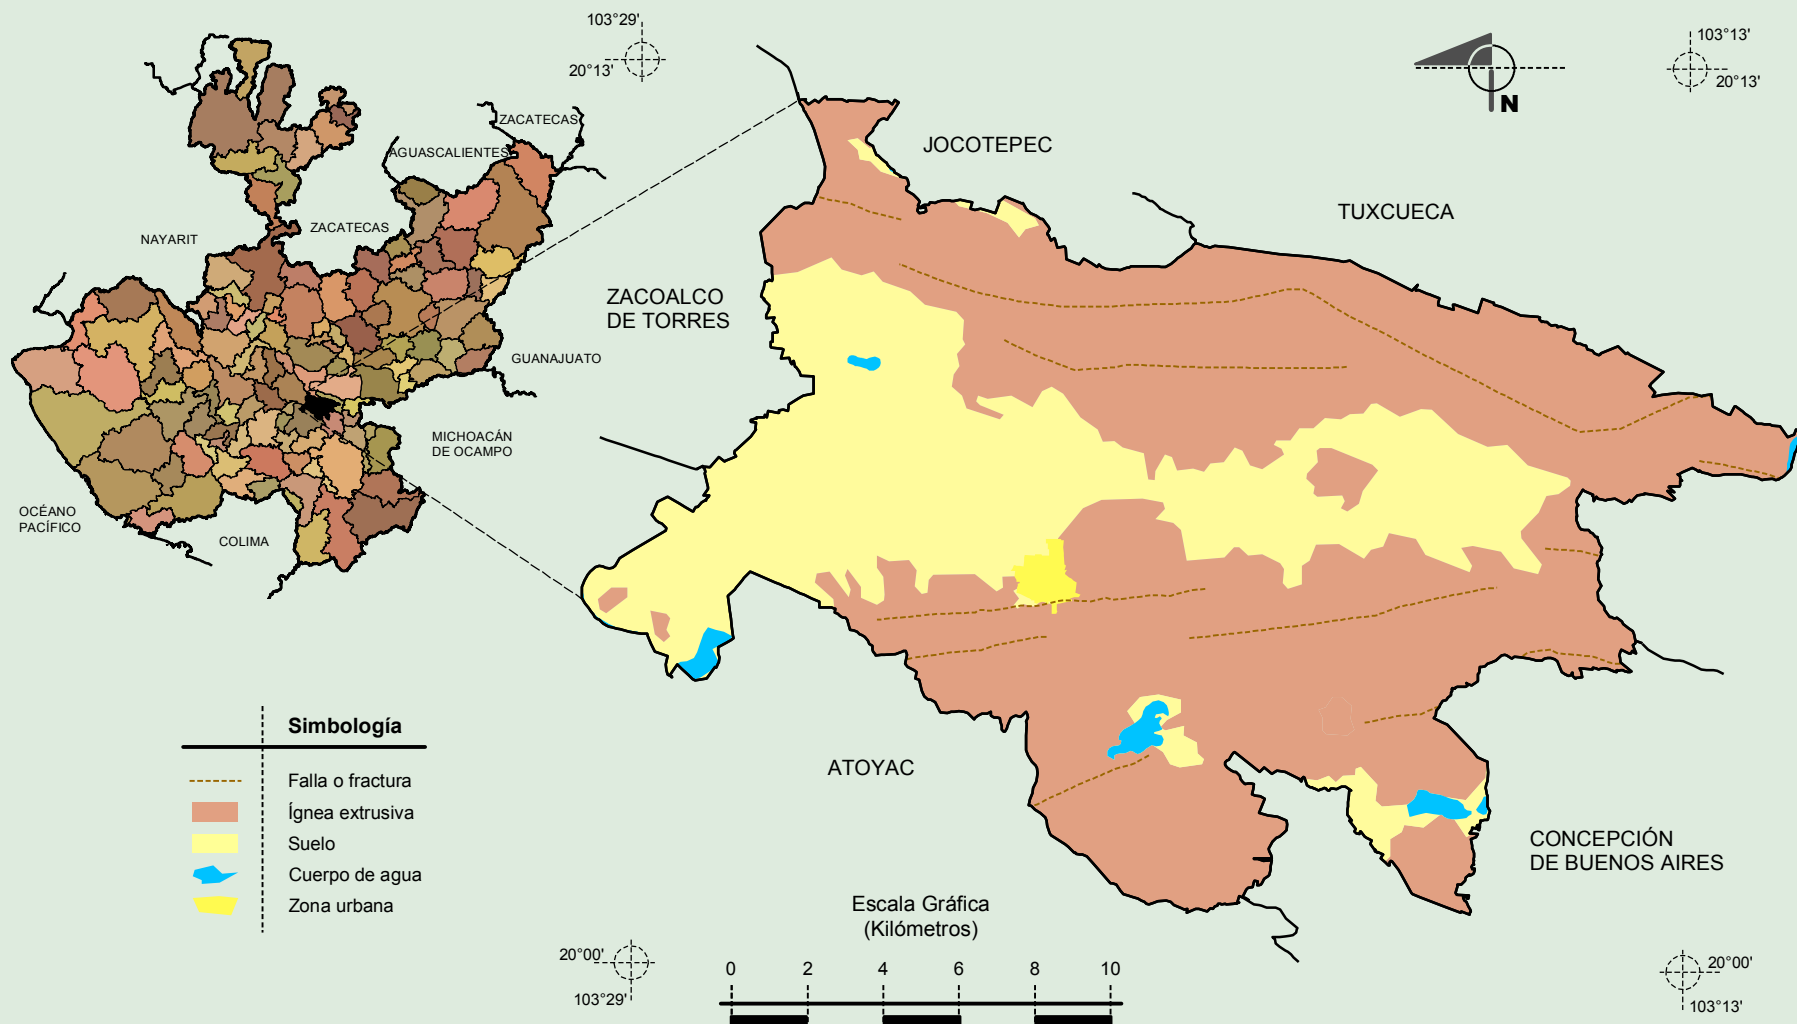 103°29'
20°13'
103°13'
20°13'
N
ZACATECAS
AGUASCALIENTES
ZACATECAS
NAYARIT
JOCOTEPEC
TUXCUECA
ZACOALCO
DE TORRES
GUANAJUATO
MICHOACÁN
DE OCAMPO
OCÉANO
PACÍFICO
COLIMA
Simbología
Falla o fractura
Ígnea extrusiva
Suelo
Cuerpo de agua
Zona urbana
ATOYAC
CONCEPCIÓN
DE BUENOS AIRES
Escala Gráfica
(Kilómetros)
0 2 4 6 8 10
20°00'
103°29'
20°00'
103°13'